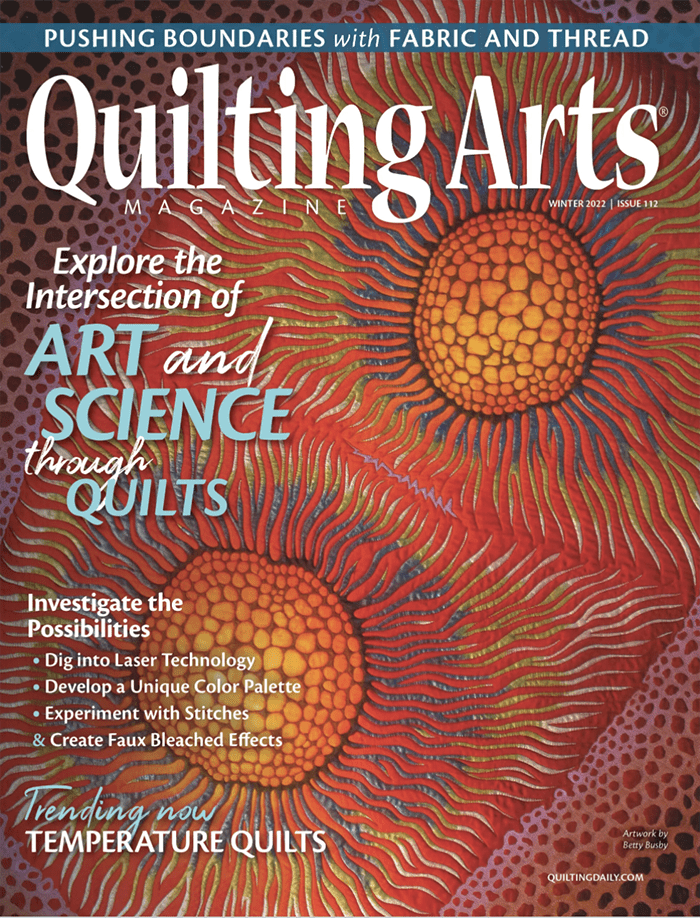 PUSHING BOUNDARIES with FABRIC AND THREAD
Quilting Arts®
MAGAZINE
WINTER 2022 | ISSUE 112
Explore the
Intersection of
ART and
SCIENCE
through
QUILTS
Investigate the
Possibilities
• Dig into Laser Technology
• Develop a Unique Color Palette
• Experiment with Stitches
& Create Faux Bleached Effects
Trending now
TEMPERATURE QUILTS
Artwork by
Betty Busby
QUILTINGDAILY.COM